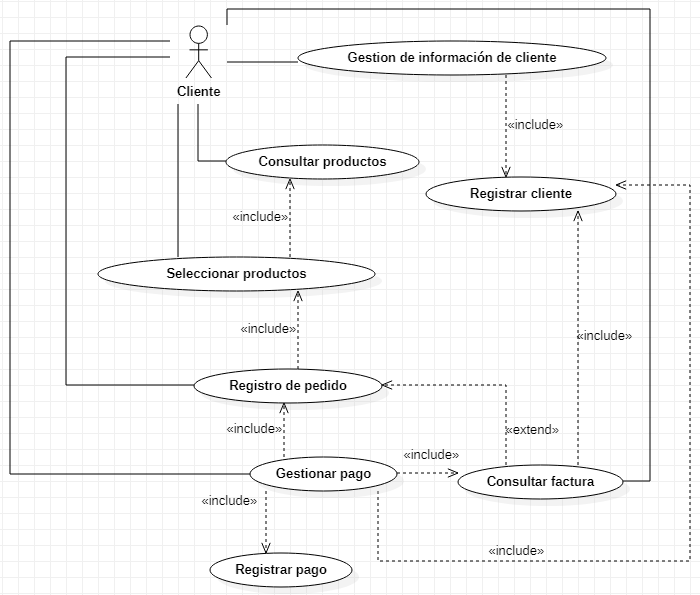 Gestion de información de cliente
Cliente
«include»
Consultar productos
Registrar cliente
«include»
Seleccionar productos
«include»
«include»
Registro de pedido
«include»
«extend»
«include»
Gestionar pago
Consultar factura
«include»
«include»
Registrar pago